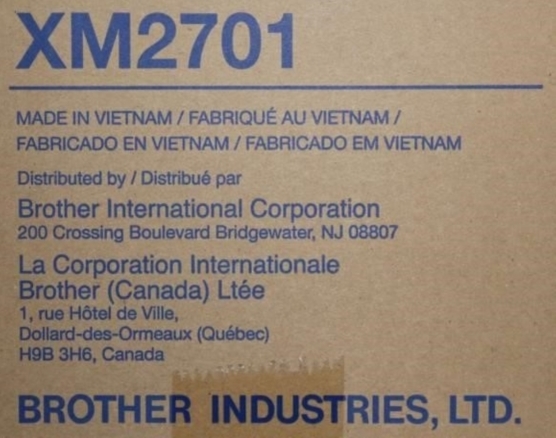 XM2701
MADE IN VIETNAM / FABRIQUÉ AU VIETNAM /
FABRICADO EN VIETNAM / FABRICADO EM VIETNAM
Distributed by / Distribué par
Brother International Corporation
200 Crossing Boulevard Bridgewater, NJ 08807
La Corporation Internationale
Brother (Canada) Ltée
1, rue Hôtel de Ville,
Dollard-des-Ormeaux (Québec)
H9B 3H6, Canada
BROTHER INDUSTRIES, LTD.